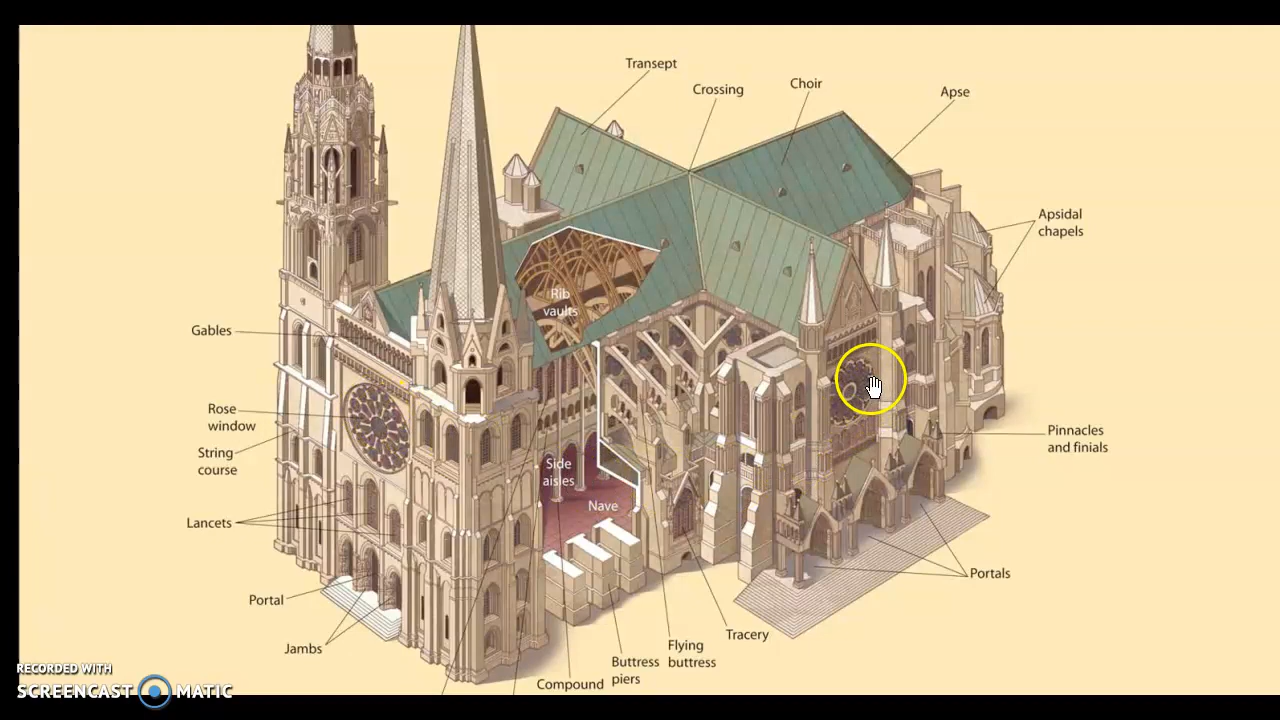 Transept
Crossing
Choir
Apse
Apsidal
chapels
Rib
vaults
Gables
Rose
window
String
course
Pinnacles
and finials
Side
aisles
Nave
Lancets
Portals
Portal
Jambs
Tracery
Flying
buttress
Buttress
piers
Compound
RECORDED WITH
SCREENCAST MATIC